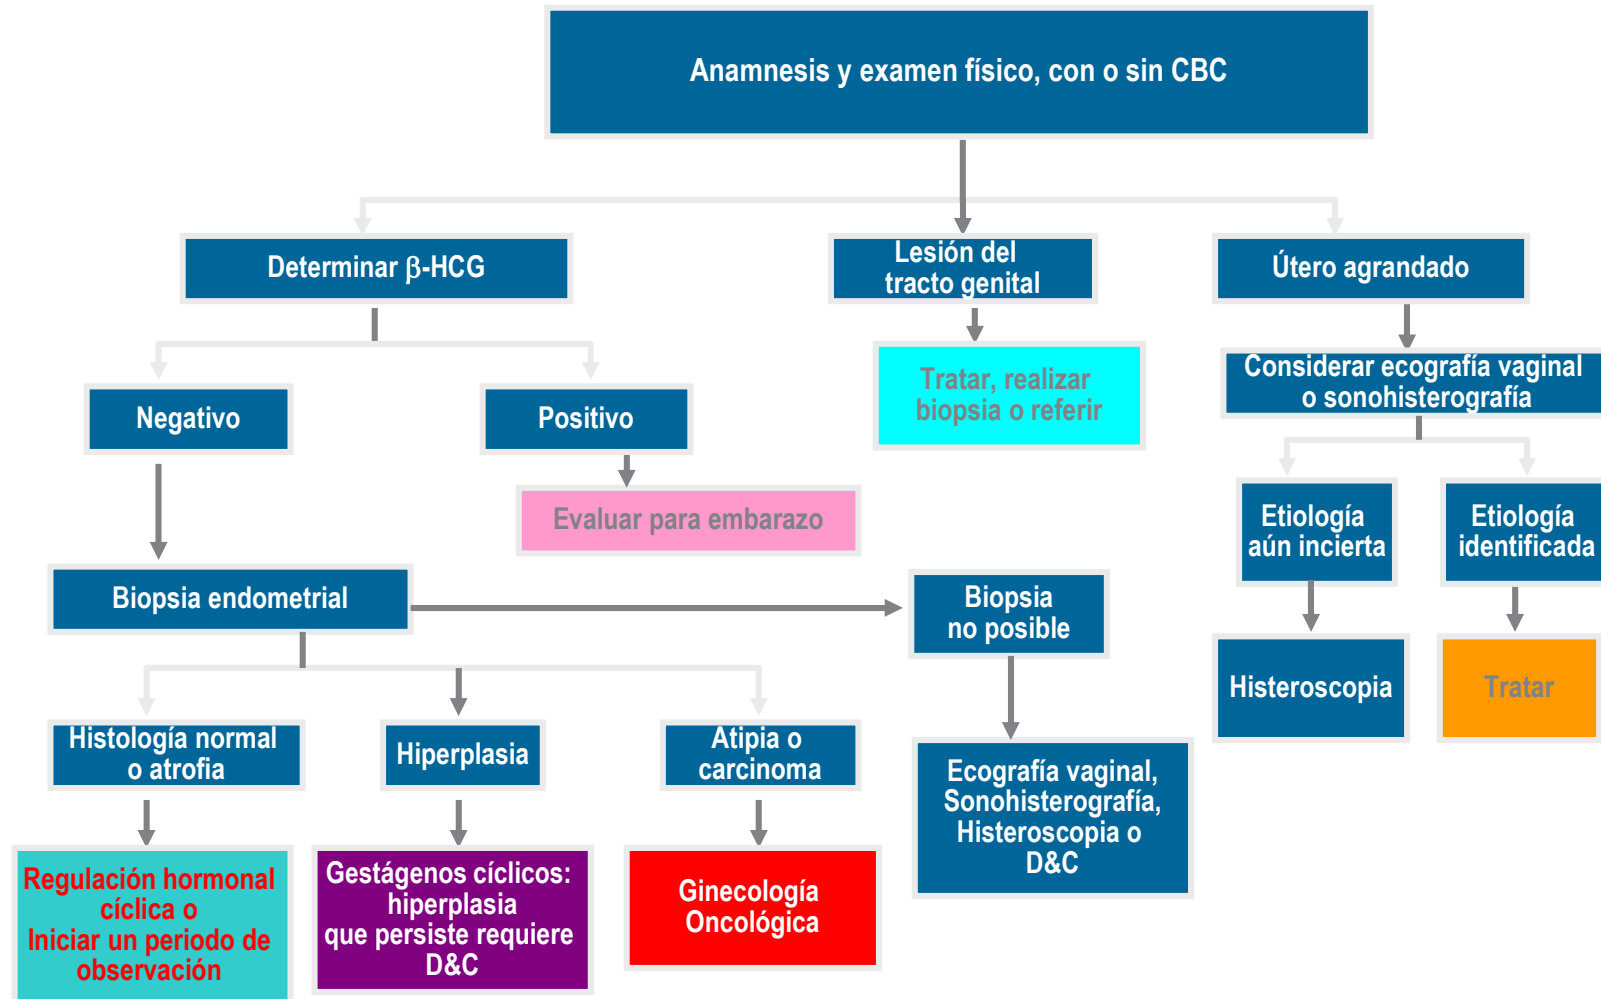 Anamnesis y examen físico, con o sin CBC
Determinar β-HCG
Lesión del
tracto genital
Útero agrandado
Tratar, realizar
biopsia o referir
Considerar ecografía vaginal
o sonohisterografía
Negativo
Positivo
Evaluar para embarazo
Etiología
aún incierta
Etiología
identificada
Biopsia endometrial
Biopsia
no posible
Histeroscopia
Tratar
Histología normal
o atrofia
Hiperplasia
Atipia o
carcinoma
Ecografía vaginal,
Sonohisterografía,
Histeroscopia o
D&C
Regulación hormonal
cíclica o
Iniciar un periodo de
observación
Gestágenos cíclicos:
hiperplasia
que persiste requiere
D&C
Ginecología
Oncológica